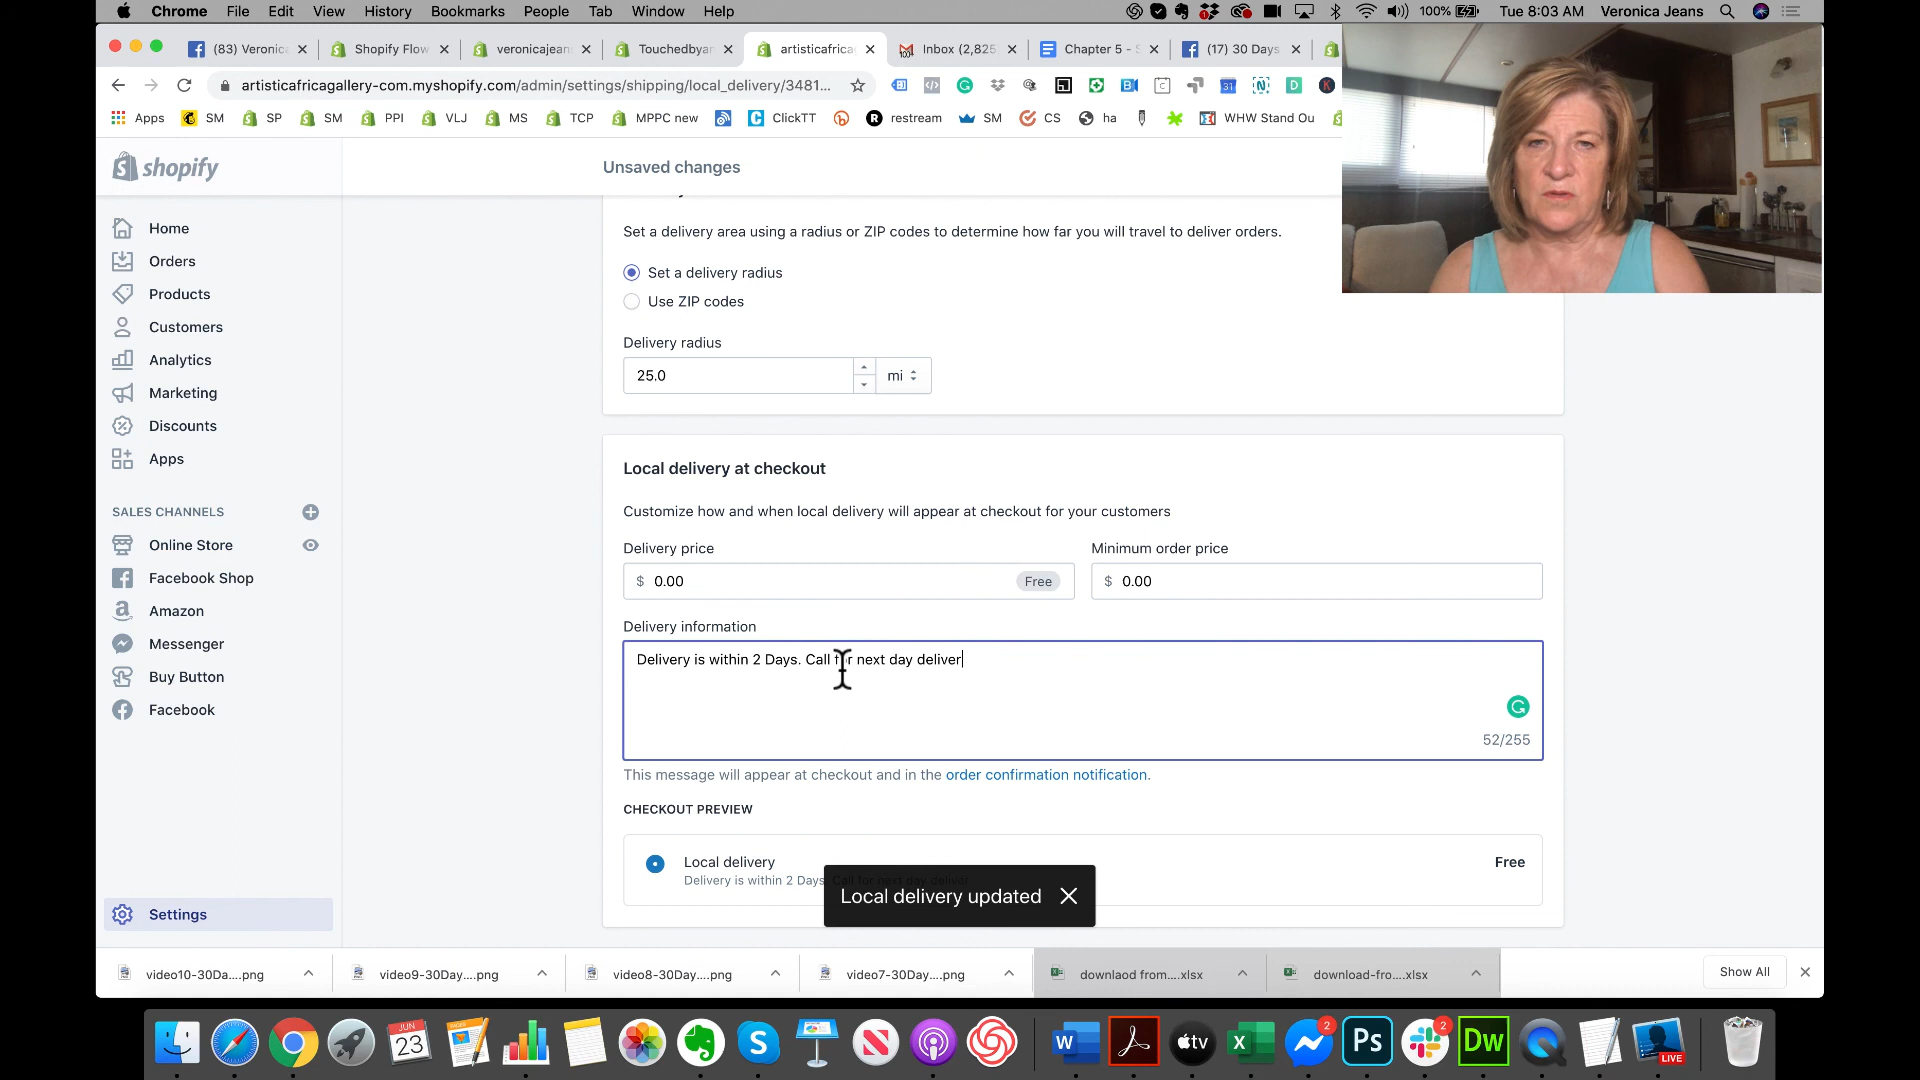 Chrome File Edit View History Bookmarks People Tab Window Help 100% Tue 8:03 AM Veronica Jeans
(83) Veronic Shopify Flow veronicajean Touchedbyar artisticafrica Inbox (2,825 Chapter 5 - S (17) 30 Days
artisticafricagallery-com.myshopify.com/admin/settings/shipping/local_delivery/3481...
Apps SM SP SM PPI VLJ MS TCP MPPC new ClickTT restream SM CS ha WHW Stand Ou
shopify
Unsaved changes
Home
Orders
Products
Customers
Analytics
Marketing
Discounts
Apps
SALES CHANNELS
Online Store
Facebook Shop
Amazon
Messenger
Buy Button
Facebook
Settings
Set a delivery area using a radius or ZIP codes to determine how far you will travel to deliver orders.
Set a delivery radius
Use ZIP codes
Delivery radius
25.0 mi
Local delivery at checkout
Customize how and when local delivery will appear at checkout for your customers
Delivery price Minimum order price
$ 0.00 Free $ 0.00
Delivery information
Delivery is within 2 Days. Call for next day deliver
52/255
This message will appear at checkout and in the order confirmation notification.
CHECKOUT PREVIEW
Local delivery Free
Delivery is within 2 Days. Call for next day deliver
Local delivery updated
video10-30Da....png video9-30Day....png video8-30Day....png video7-30Day....png downlaod from....xlsx download-fro....xlsx Show All
JUN
23
PAGES
tv
2
2
W
X
Ps
Dw
LIVE